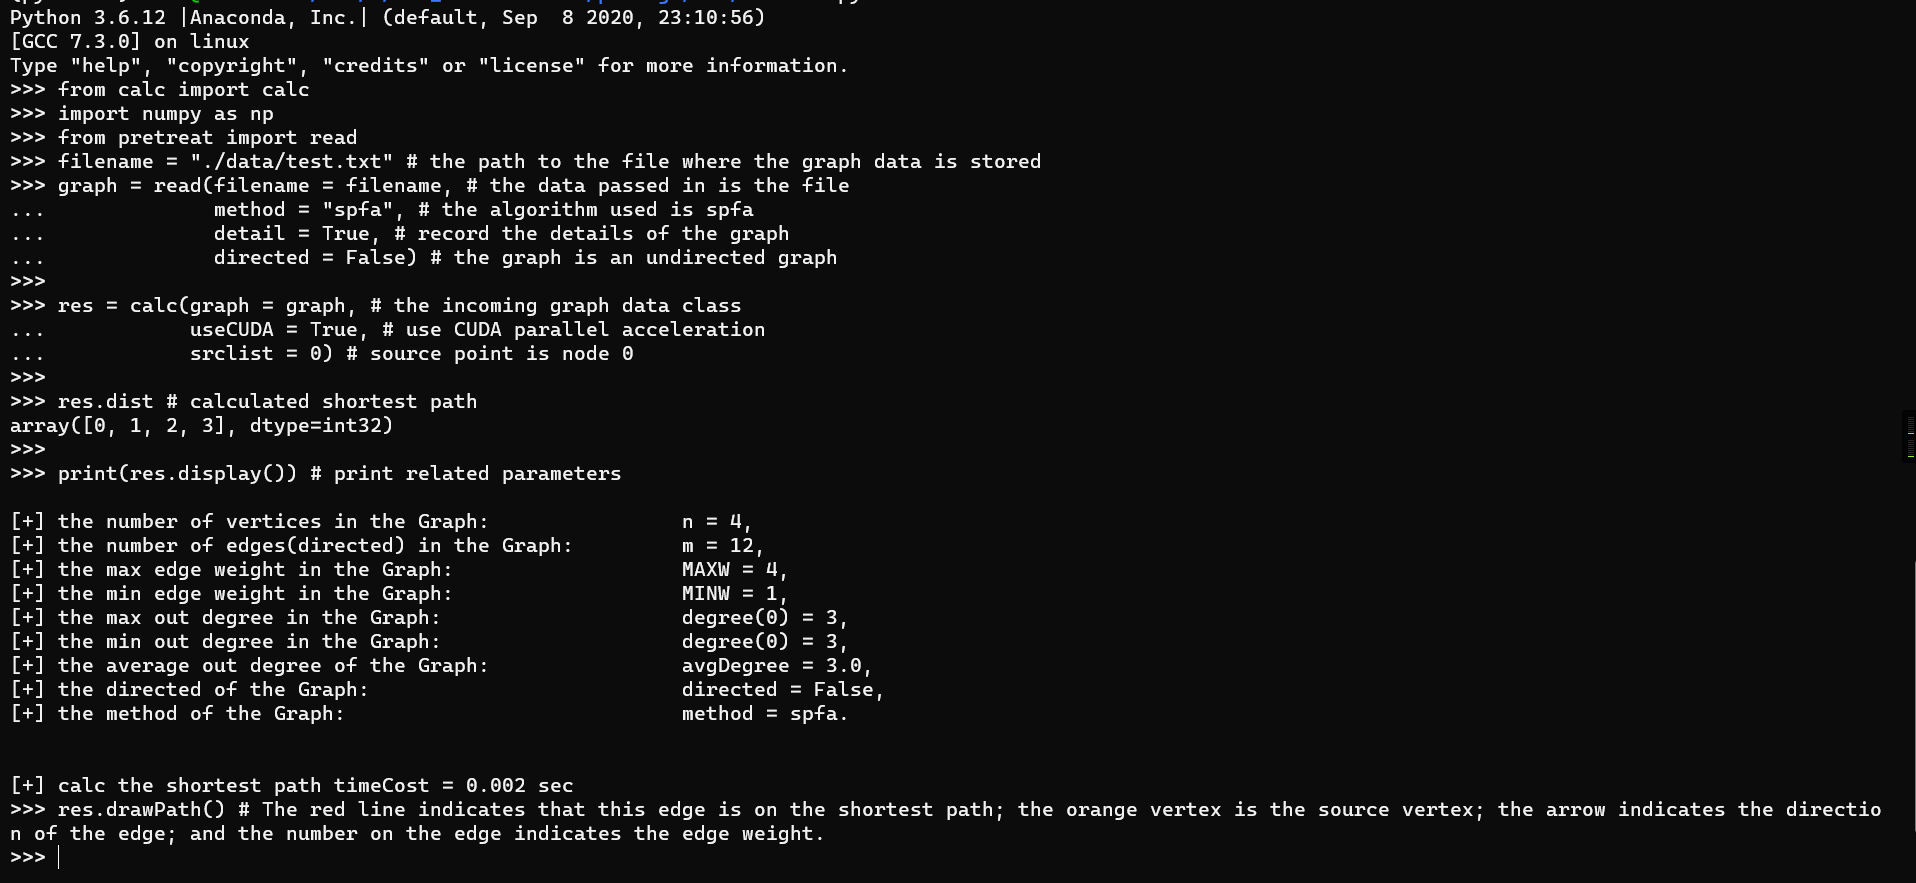 Python 3.6.12 |Anaconda, Inc.| (default, Sep  8 2020, 23:10:56)
[GCC 7.3.0] on linux
Type "help", "copyright", "credits" or "license" for more information.
>>> from calc import calc
>>> import numpy as np
>>> from pretreat import read
>>> filename = "./data/test.txt" # the path to the file where the graph data is stored
>>> graph = read(filename = filename, # the data passed in is the file
...              method = "spfa", # the algorithm used is spfa
...              detail = True, # record the details of the graph
...              directed = False) # the graph is an undirected graph
>>>
>>> res = calc(graph = graph, # the incoming graph data class
...            useCUDA = True, # use CUDA parallel acceleration
...            srclist = 0) # source point is node 0
>>>
>>> res.dist # calculated shortest path
array([0, 1, 2, 3], dtype=int32)
>>>
>>> print(res.display()) # print related parameters
[+] the number of vertices in the Graph:                n = 4,
[+] the number of edges(directed) in the Graph:         m = 12,
[+] the max edge weight in the Graph:                   MAXW = 4,
[+] the min edge weight in the Graph:                   MINW = 1,
[+] the max out degree in the Graph:                    degree(0) = 3,
[+] the min out degree in the Graph:                    degree(0) = 3,
[+] the average out degree of the Graph:                avgDegree = 3.0,
[+] the directed of the Graph:                          directed = False,
[+] the method of the Graph:                            method = spfa.
[+] calc the shortest path timeCost = 0.002 sec
>>> res.drawPath() # The red line indicates that this edge is on the shortest path; the orange vertex is the source vertex; the arrow indicates the directio
n of the edge; and the number on the edge indicates the edge weight.
>>>